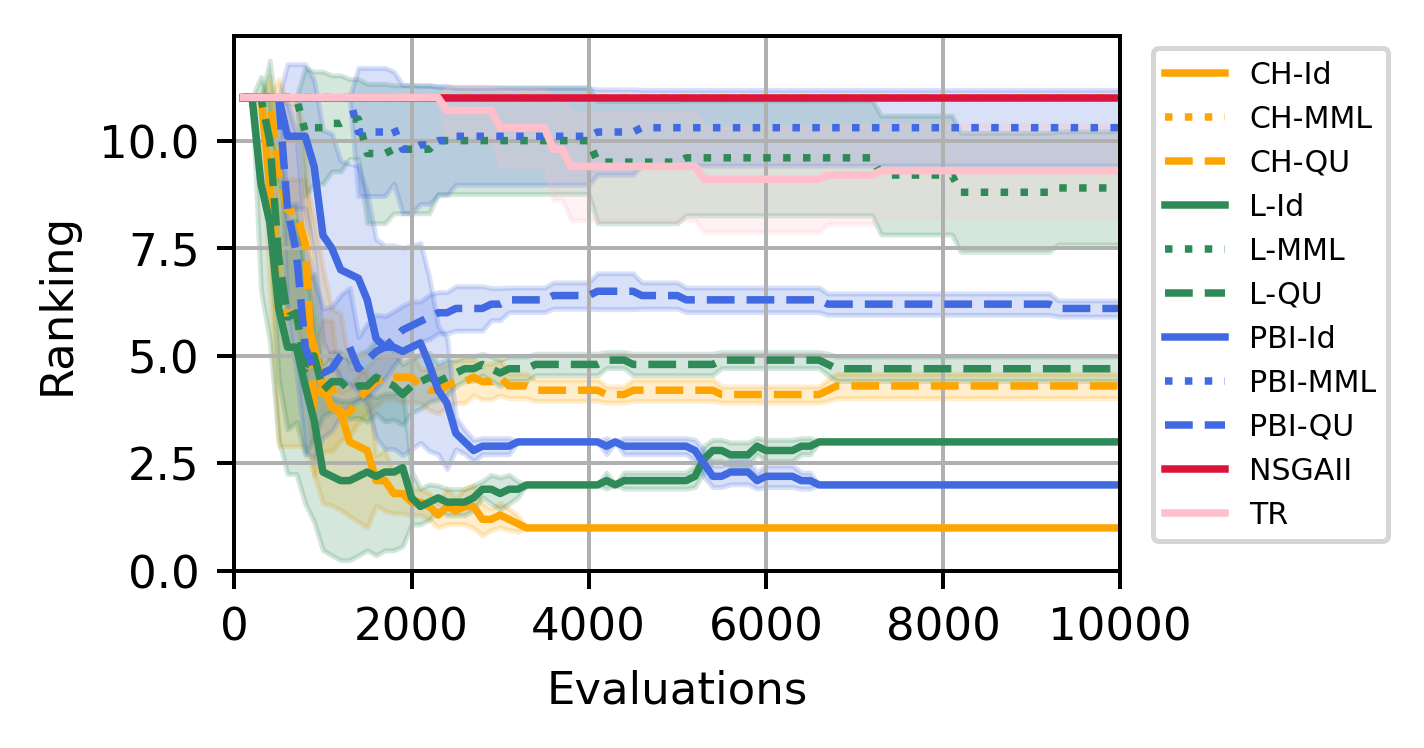 Ranking
10.0
7.5
5.0
2.5
0.0
0 2000 4000 6000 8000 10000
Evaluations
CH-Id
CH-MML
CH-QU
L-Id
L-MML
L-QU
PBI-Id
PBI-MML
PBI-QU
NSGAII
TR